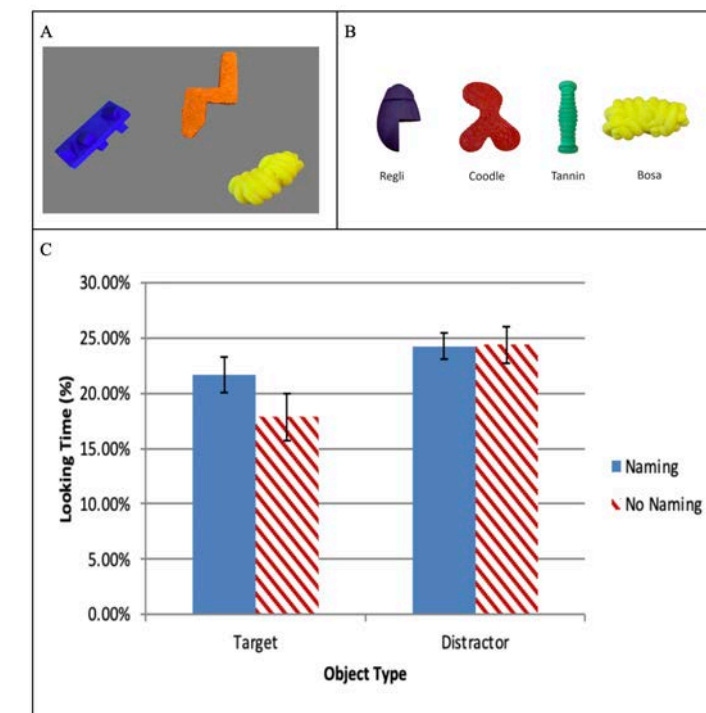 A
B
Regli Coodle Tannin Bosa
C
30.00%
25.00%
20.00%
15.00%
10.00%
5.00%
0.00%
Looking Time (%)
Target Distractor
Object Type
Naming
No Naming